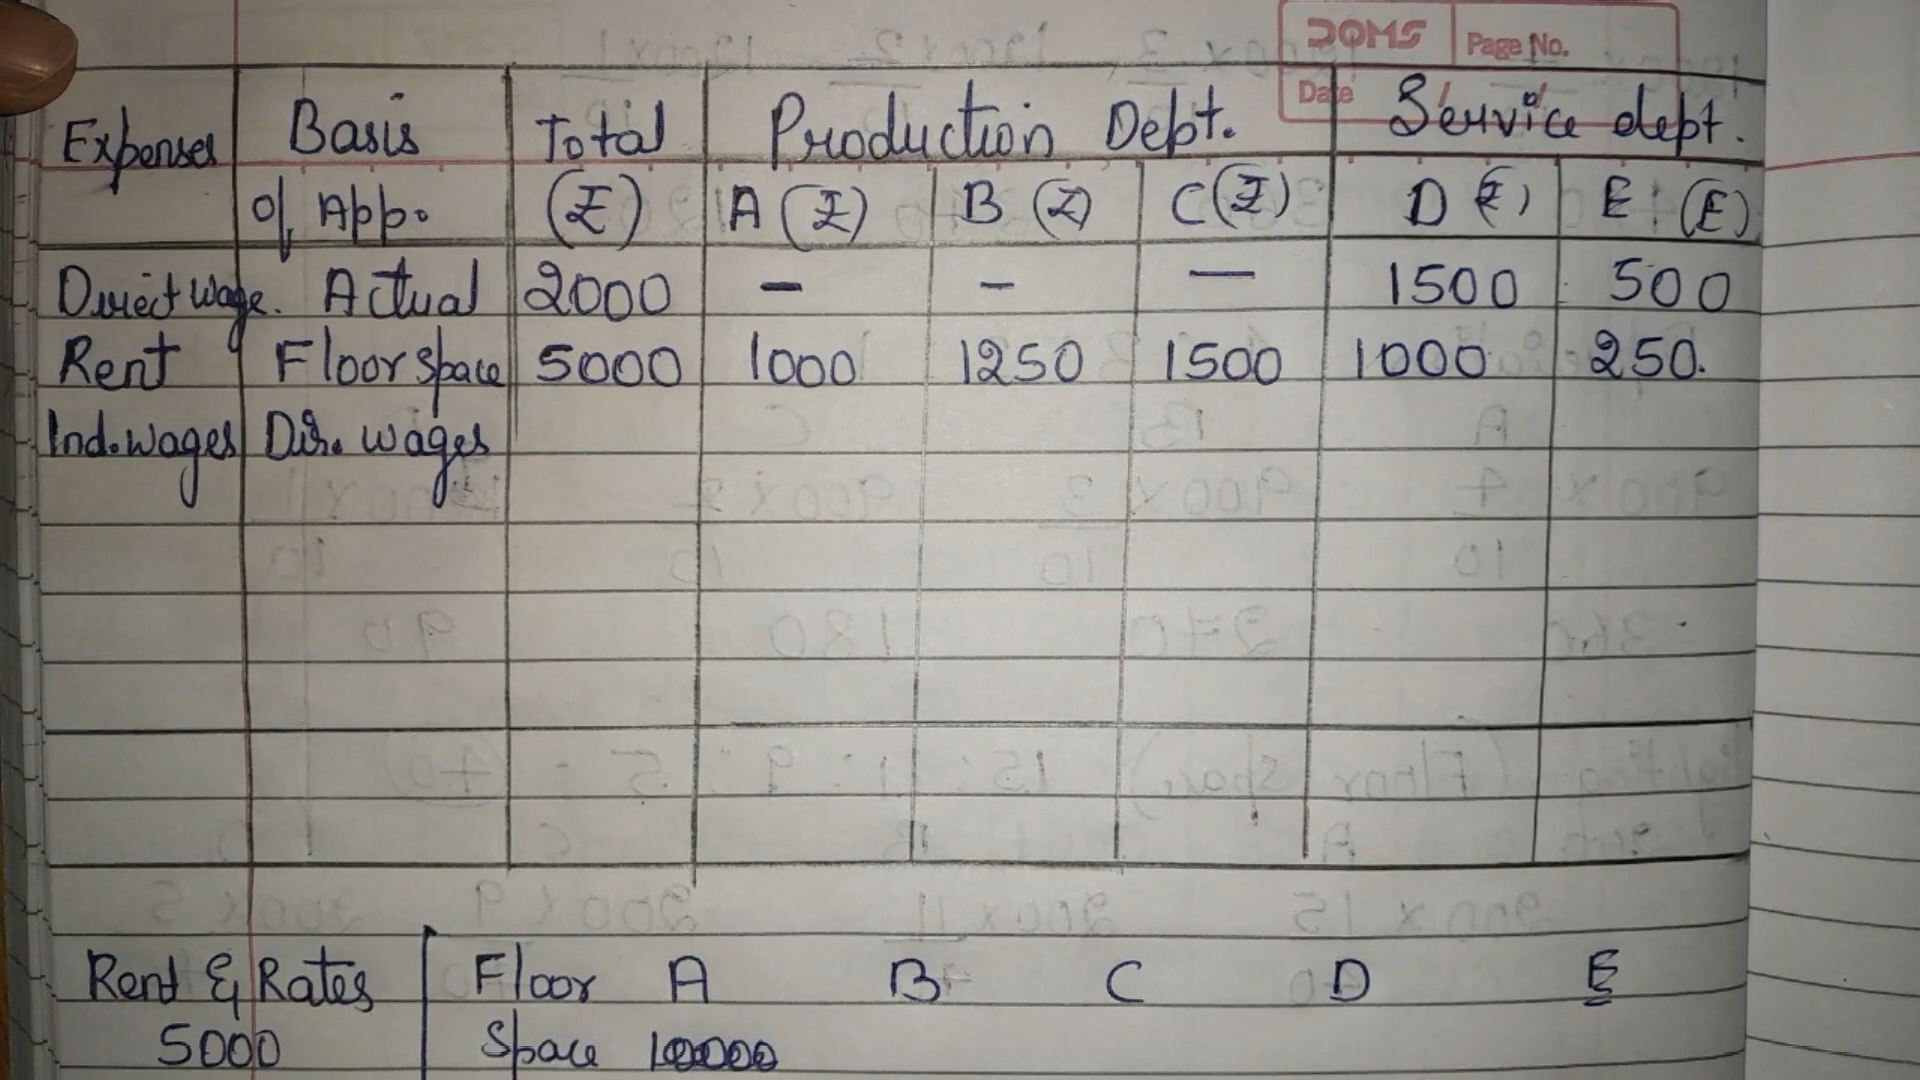 DOMS Page No.
Date
Expenses Basis Total Production Dept. Service dept.
of App. (₹) A (₹) B (₹) C (₹) D (₹) E (₹)
Direct wage. Actual 2000 — — — 1500 500
Rent Floor space 5000 1000 1250 1500 1000 250.
Ind. wages Dir. wages
Rent & Rates Floor A B C D E
5000 Space